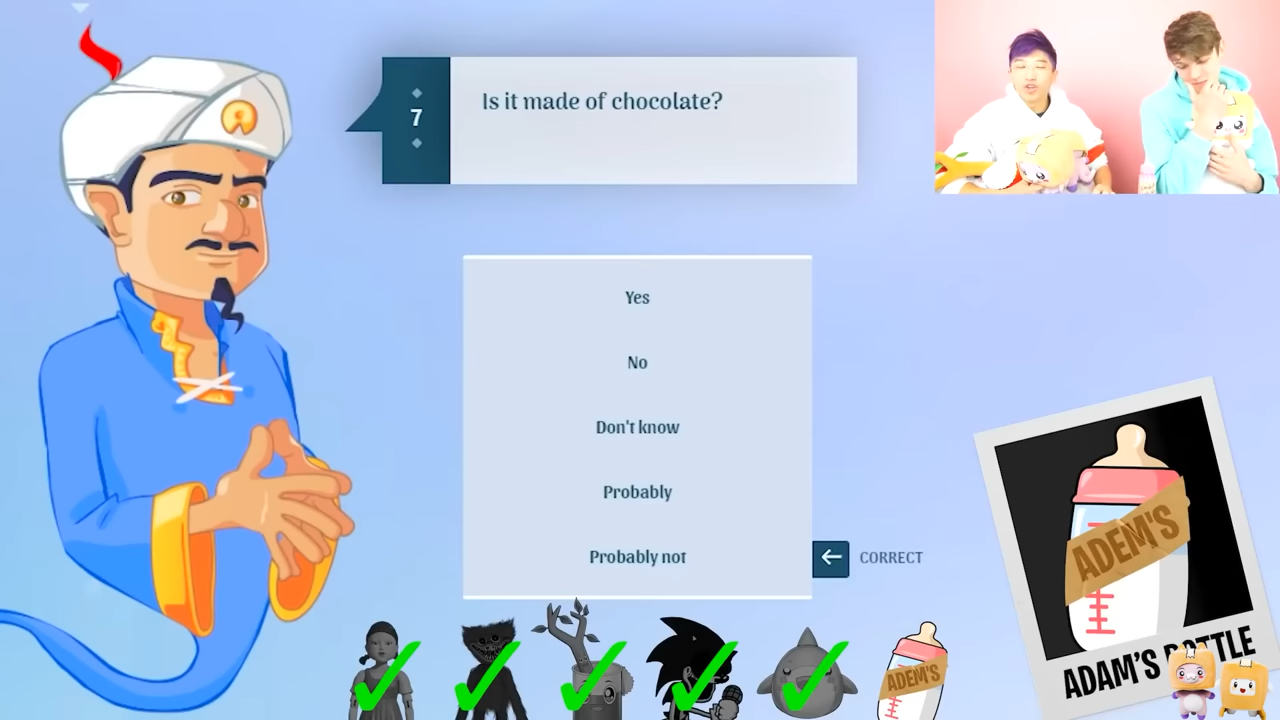 7
Is it made of chocolate?
Yes
No
Don't know
Probably
Probably not
CORRECT
ADEM'S
ADAM'S BOTTLE
ADEM'S